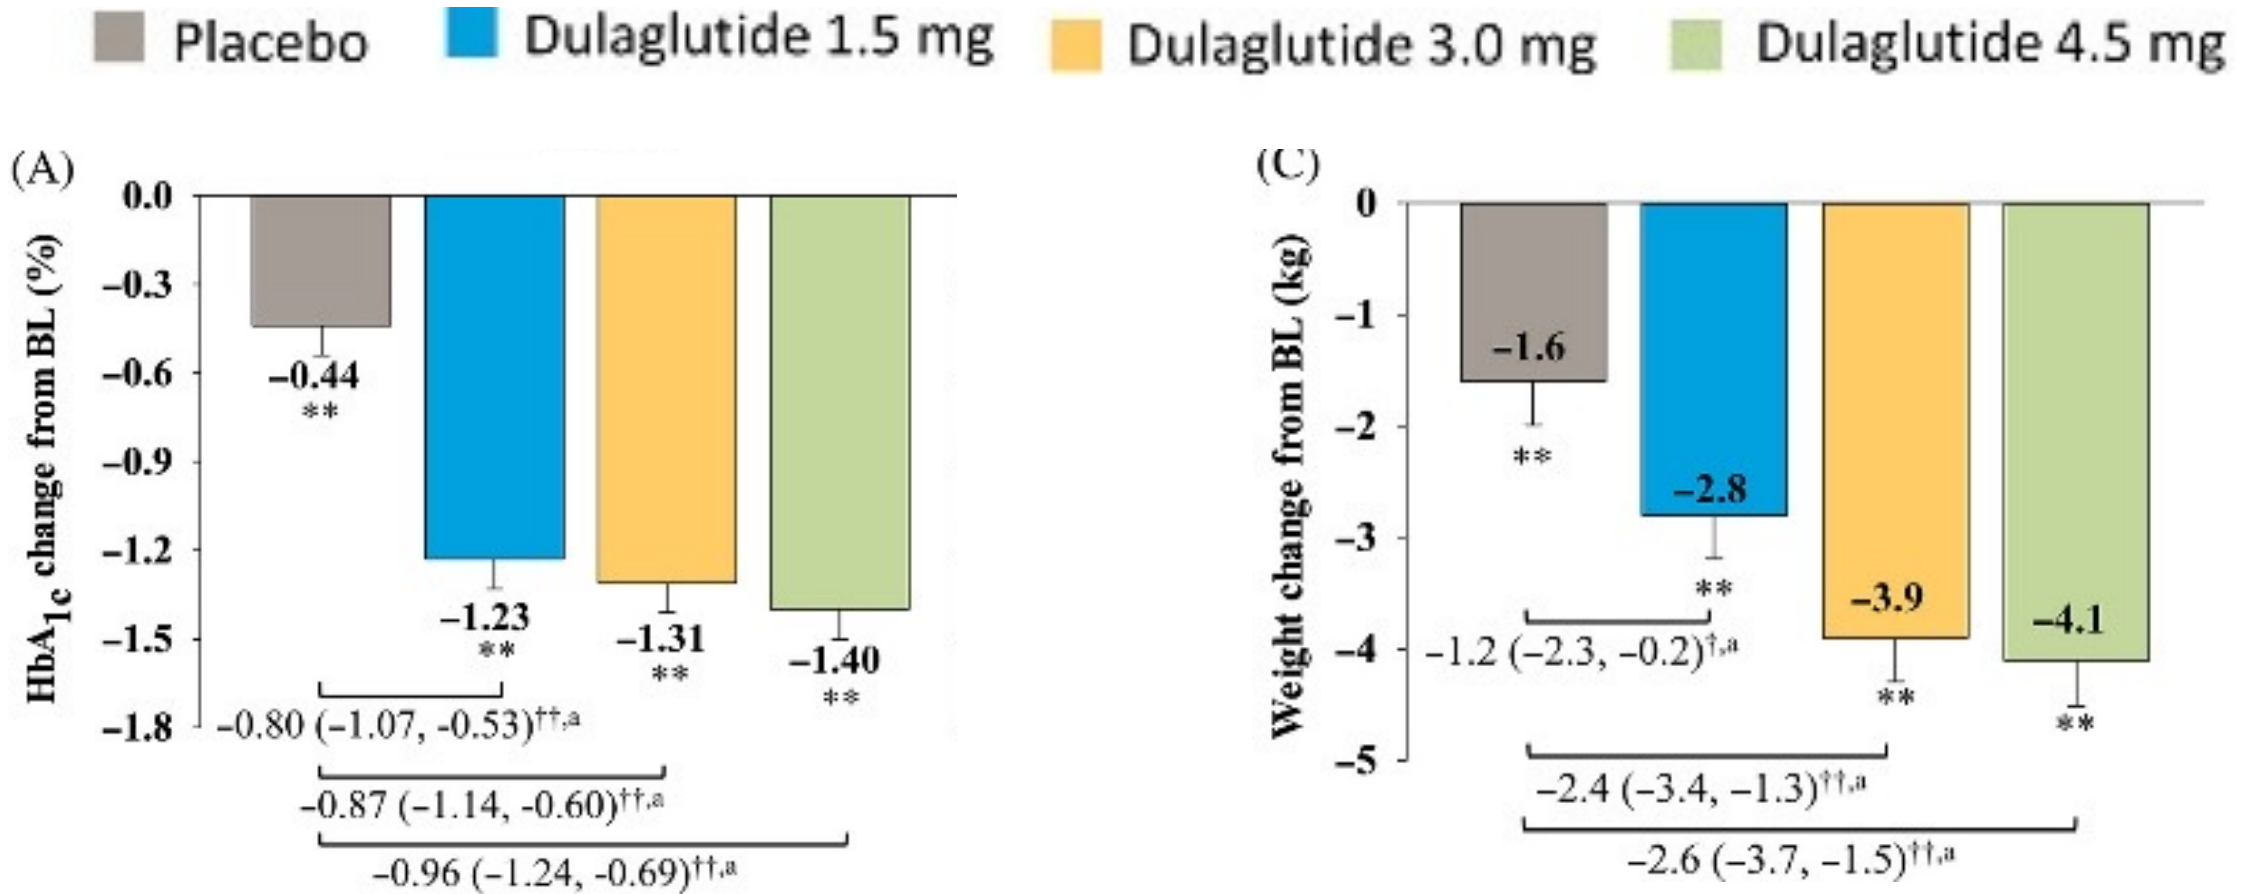 Placebo
Dulaglutide 1.5 mg
Dulaglutide 3.0 mg
Dulaglutide 4.5 mg
(A)
HbA1c change from BL (%)
0.0
–0.3
–0.6
–0.9
–1.2
–1.5
–1.8
–0.44
**
–1.23
**
–1.31
**
–1.40
**
–0.80 (–1.07, -0.53)††,a
–0.87 (–1.14, -0.60)††,a
–0.96 (–1.24, -0.69)††,a
(C)
Weight change from BL (kg)
0
–1
–2
–3
–4
–5
–1.6
**
–2.8
**
–3.9
**
–4.1
**
–1.2 (–2.3, –0.2)†,a
–2.4 (–3.4, –1.3)††,a
–2.6 (–3.7, –1.5)††,a